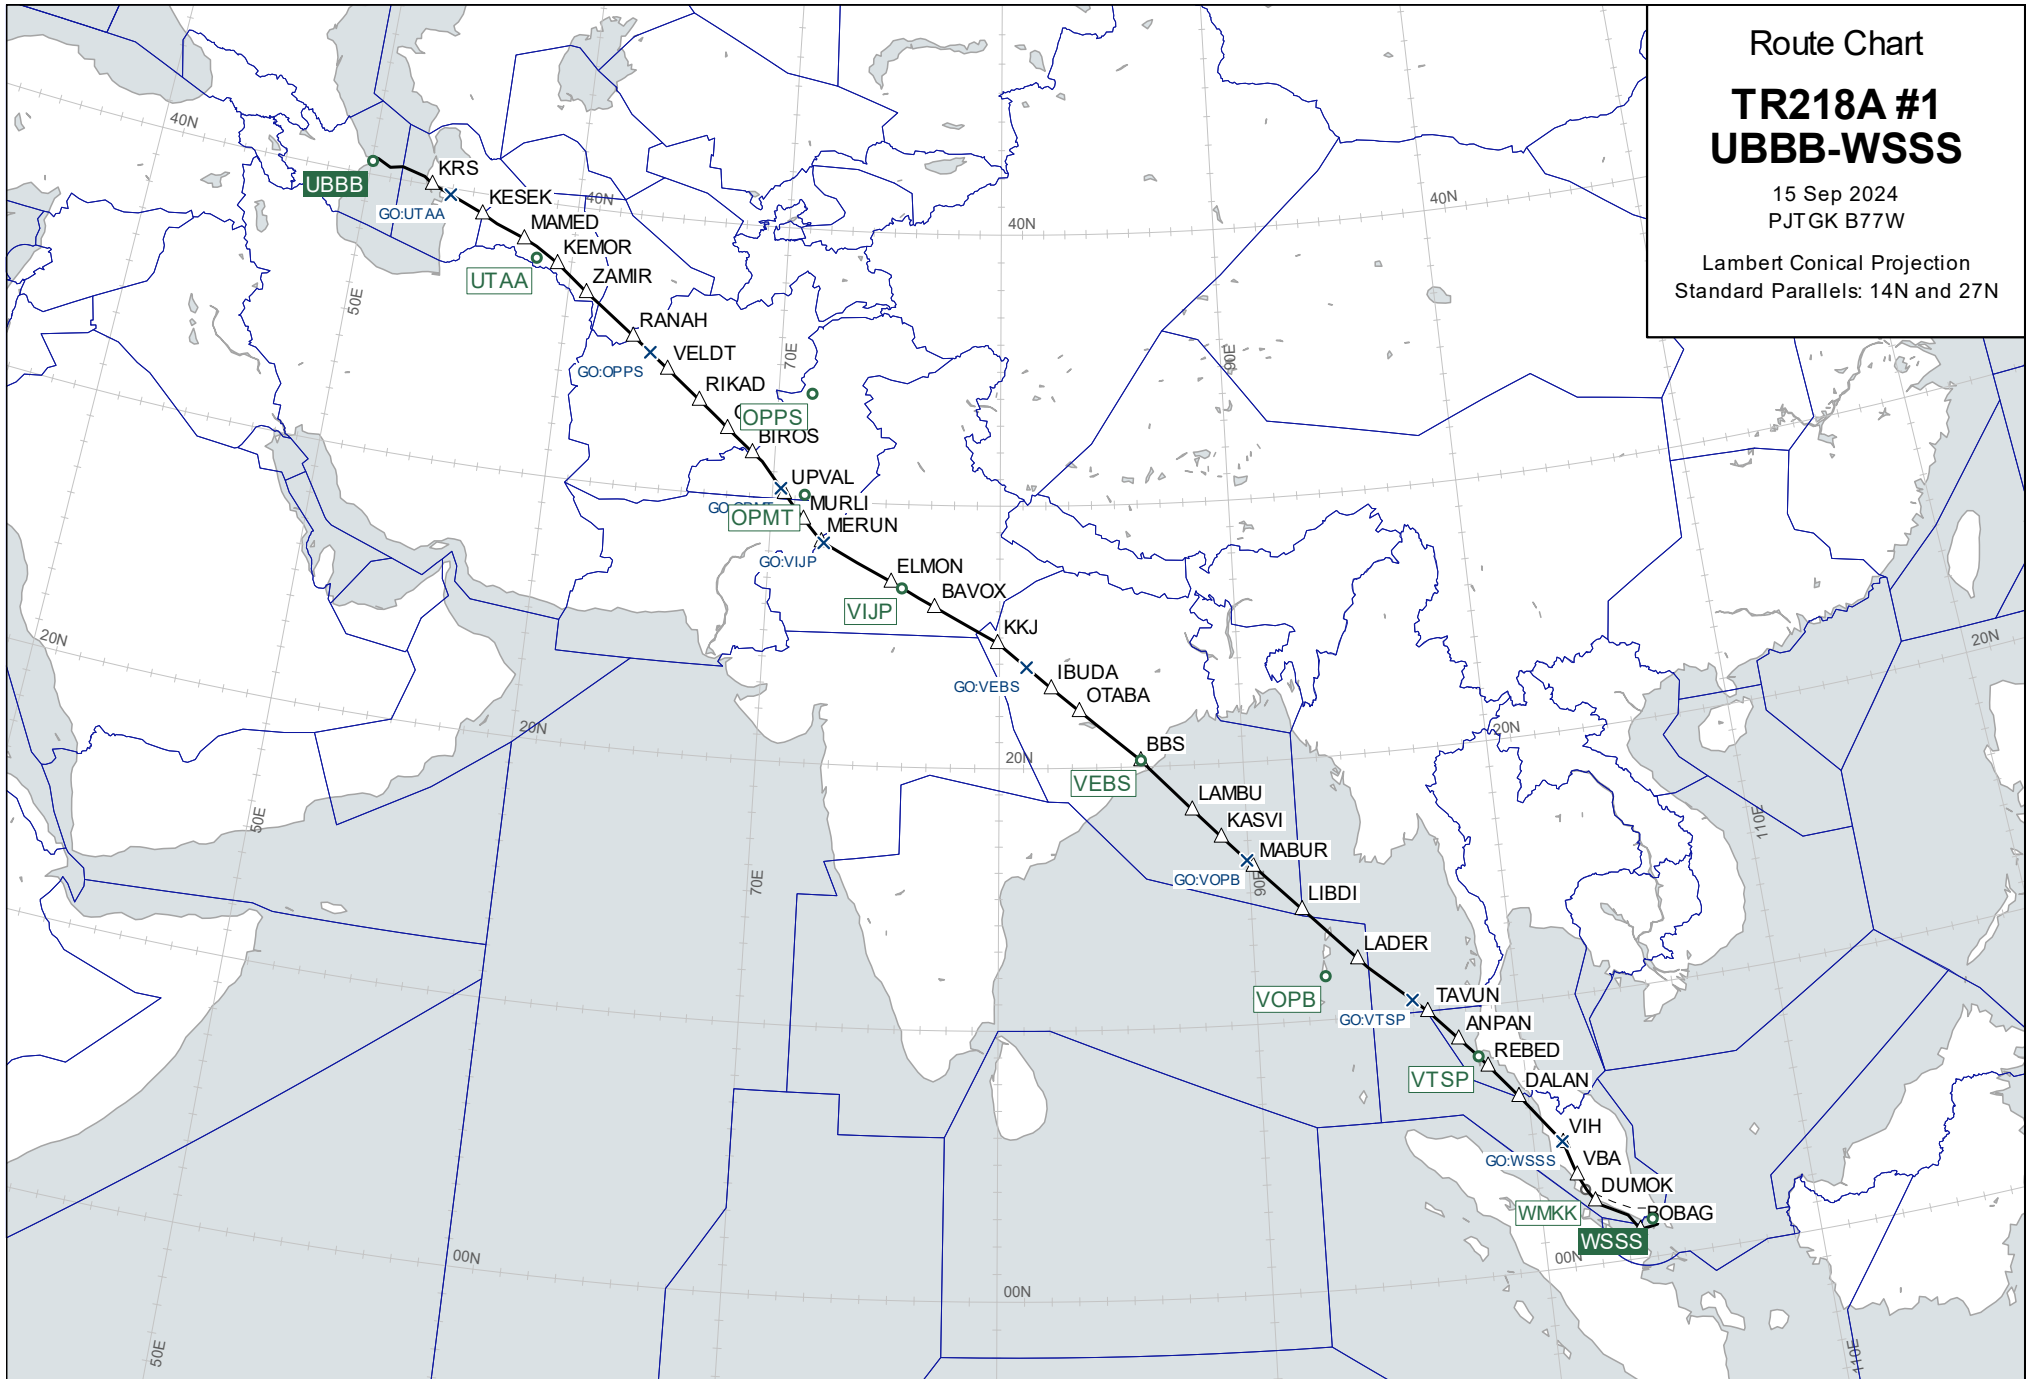 Route Chart
TR218A #1
UBBB-WSSS
15 Sep 2024
PJTGK B77W
Lambert Conical Projection
Standard Parallels: 14N and 27N
40N
KRS
UBBB
GO:UTAA
KESEK
40N
40N
40N
MAMED
KEMOR
UTAA
ZAMIR
50E
RANAH
VELDT
70E
90E
GO:OPPS
RIKAD
OPPS
BIROS
UPVAL
MURLI
OPMT
MERUN
GO:VIJP
ELMON
BAVOX
VIJP
KKJ
20N
20N
IBUDA
GO:VEBS
OTABA
20N
20N
BBS
20N
VEBS
LAMBU
50E
KASVI
110E
MABUR
GO:VOPB
70E
90E
LIBDI
LADER
VOPB
TAVUN
GO:VTSP
ANPAN
REBED
VTSP
DALAN
VIH
GO:WSSS
VBA
DUMOK
WMKK
BOBAG
WSSS
00N
00N
00N
50E
110E